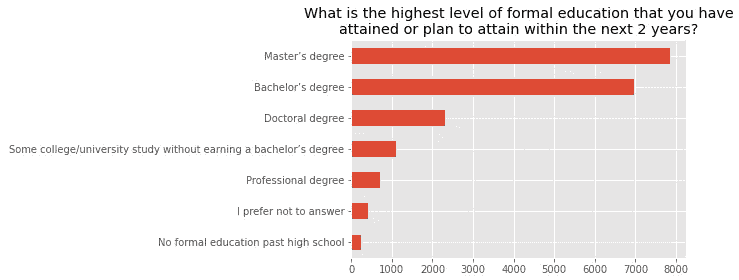 What is the highest level of formal education that you have
attained or plan to attain within the next 2 years?
Master’s degree
Bachelor’s degree
Doctoral degree
Some college/university study without earning a bachelor’s degree
Professional degree
I prefer not to answer
No formal education past high school
0 1000 2000 3000 4000 5000 6000 7000 8000